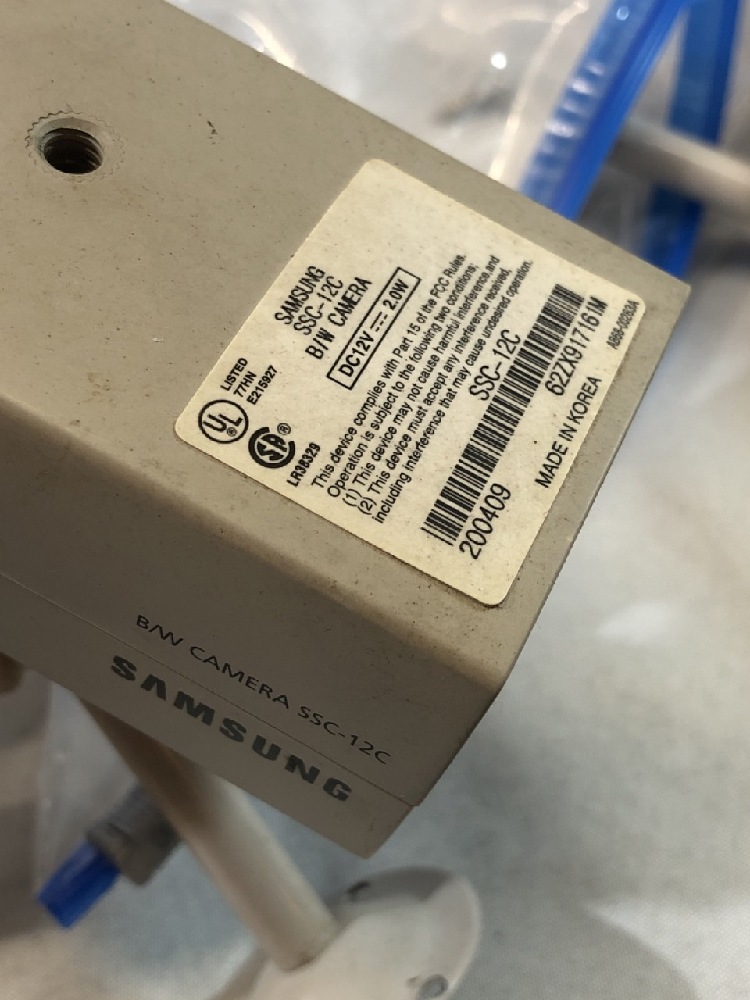 SAMSUNG
SSC-12C
B/W CAMERA
DC12V 2.0W
LISTED
77HN
E215927
UL
SA
LR38329
This device complies with Part 15 of the FCC Rules.
Operation is subject to the following two conditions;
(1) This device may not cause harmful interference,and
(2) This device must accept any interference received,
including interference that may cause undesired operation.
SSC-12C
200409
62ZX917161M
MADE IN KOREA
B/W CAMERA SSC-12C
SAMSUNG